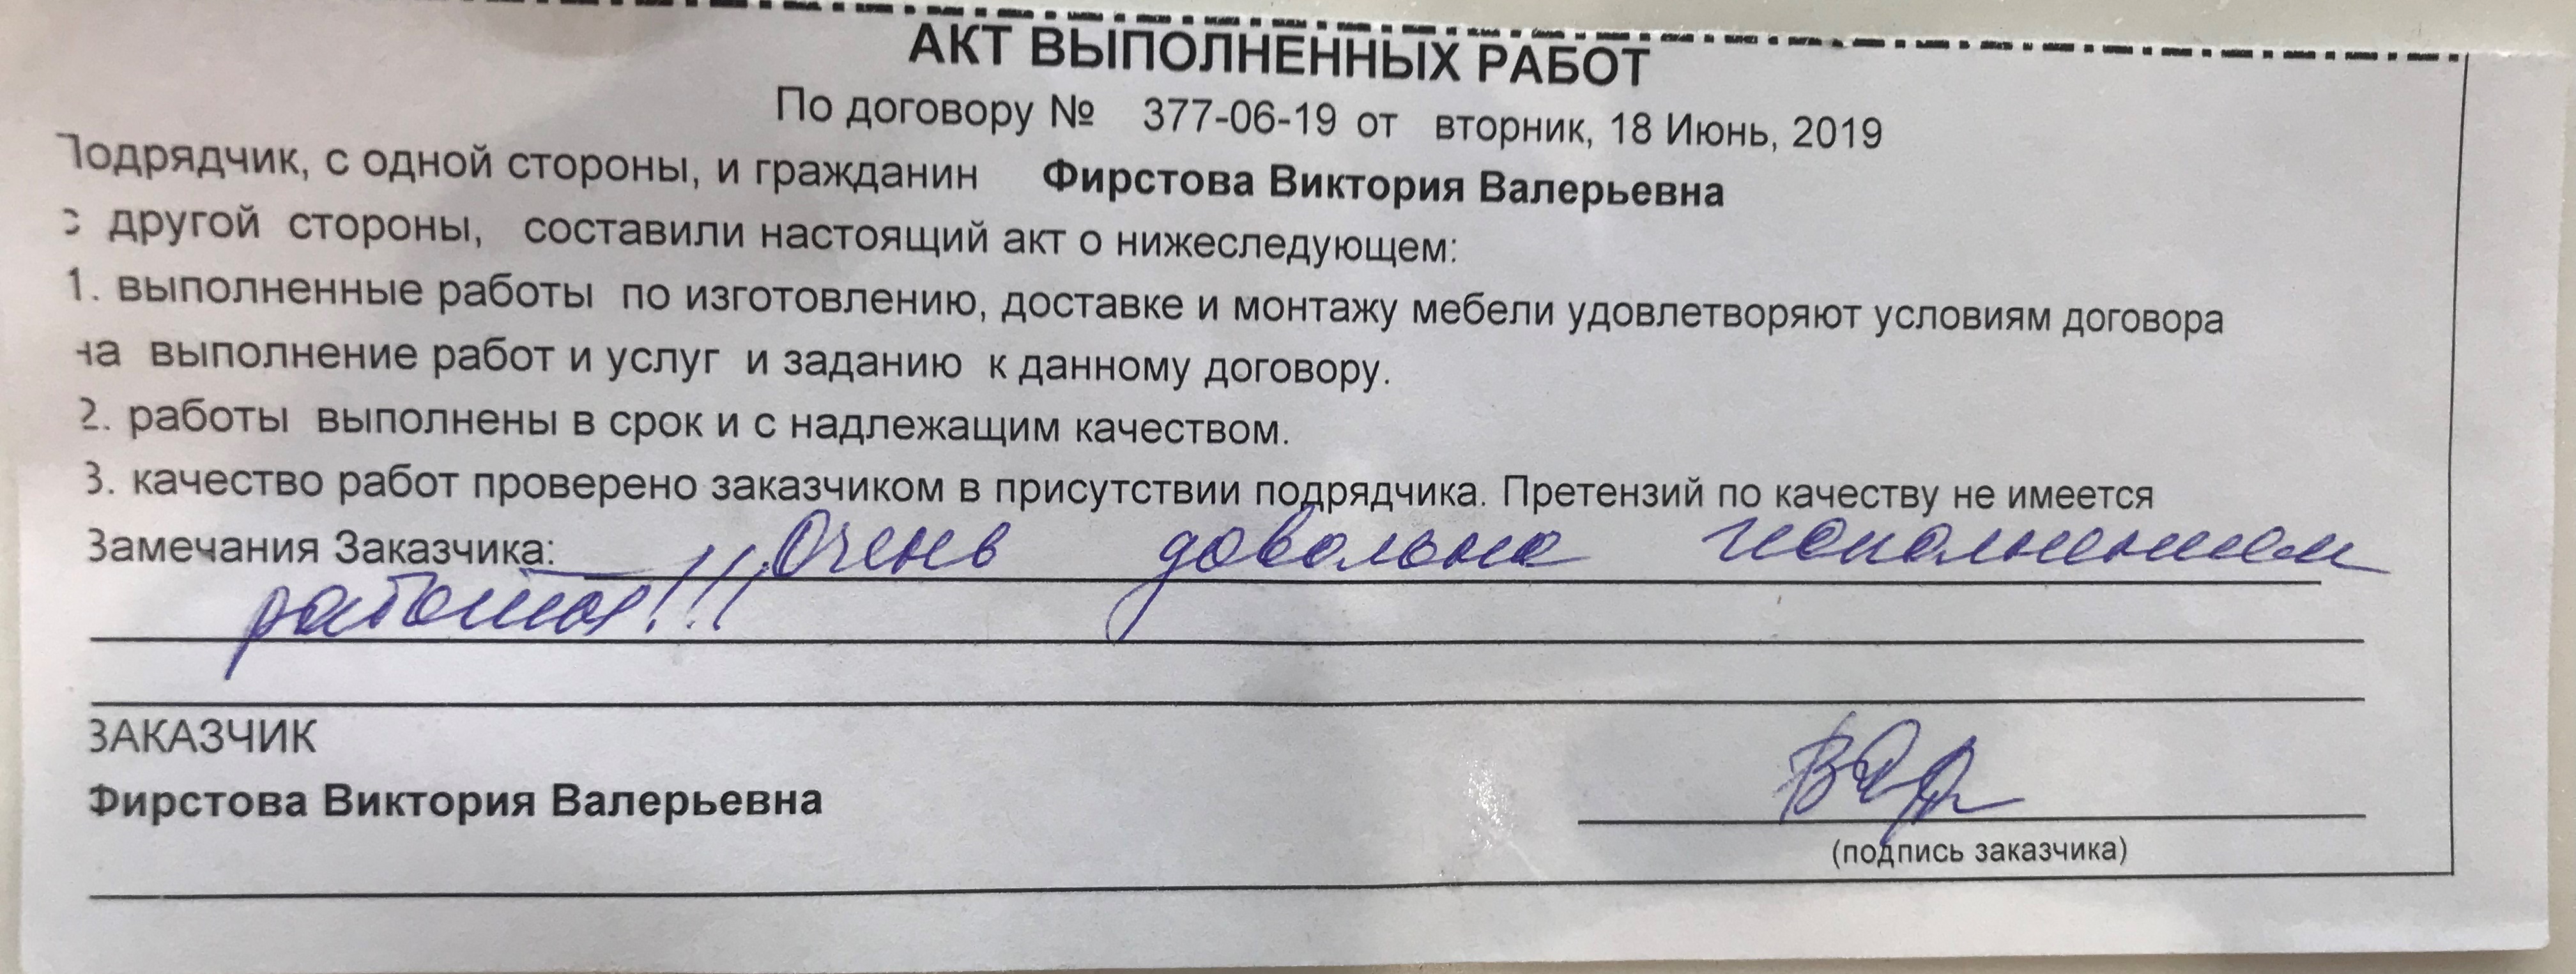 АКТ ВЫПОЛНЕННЫХ РАБОТ
По договору № 377-06-19 от вторник, 18 Июнь, 2019
Подрядчик, с одной стороны, и гражданин Фирстова Виктория Валерьевна
с другой стороны, составили настоящий акт о нижеследующем:
1. выполненные работы по изготовлению, доставке и монтажу мебели удовлетворяют условиям договора
на выполнение работ и услуг и заданию к данному договору.
2. работы выполнены в срок и с надлежащим качеством.
3. качество работ проверено заказчиком в присутствии подрядчика. Претензий по качеству не имеется
Замечания Заказчика: Очень довольна исполнением
работы!!!
ЗАКАЗЧИК
Фирстова Виктория Валерьевна
(подпись заказчика)